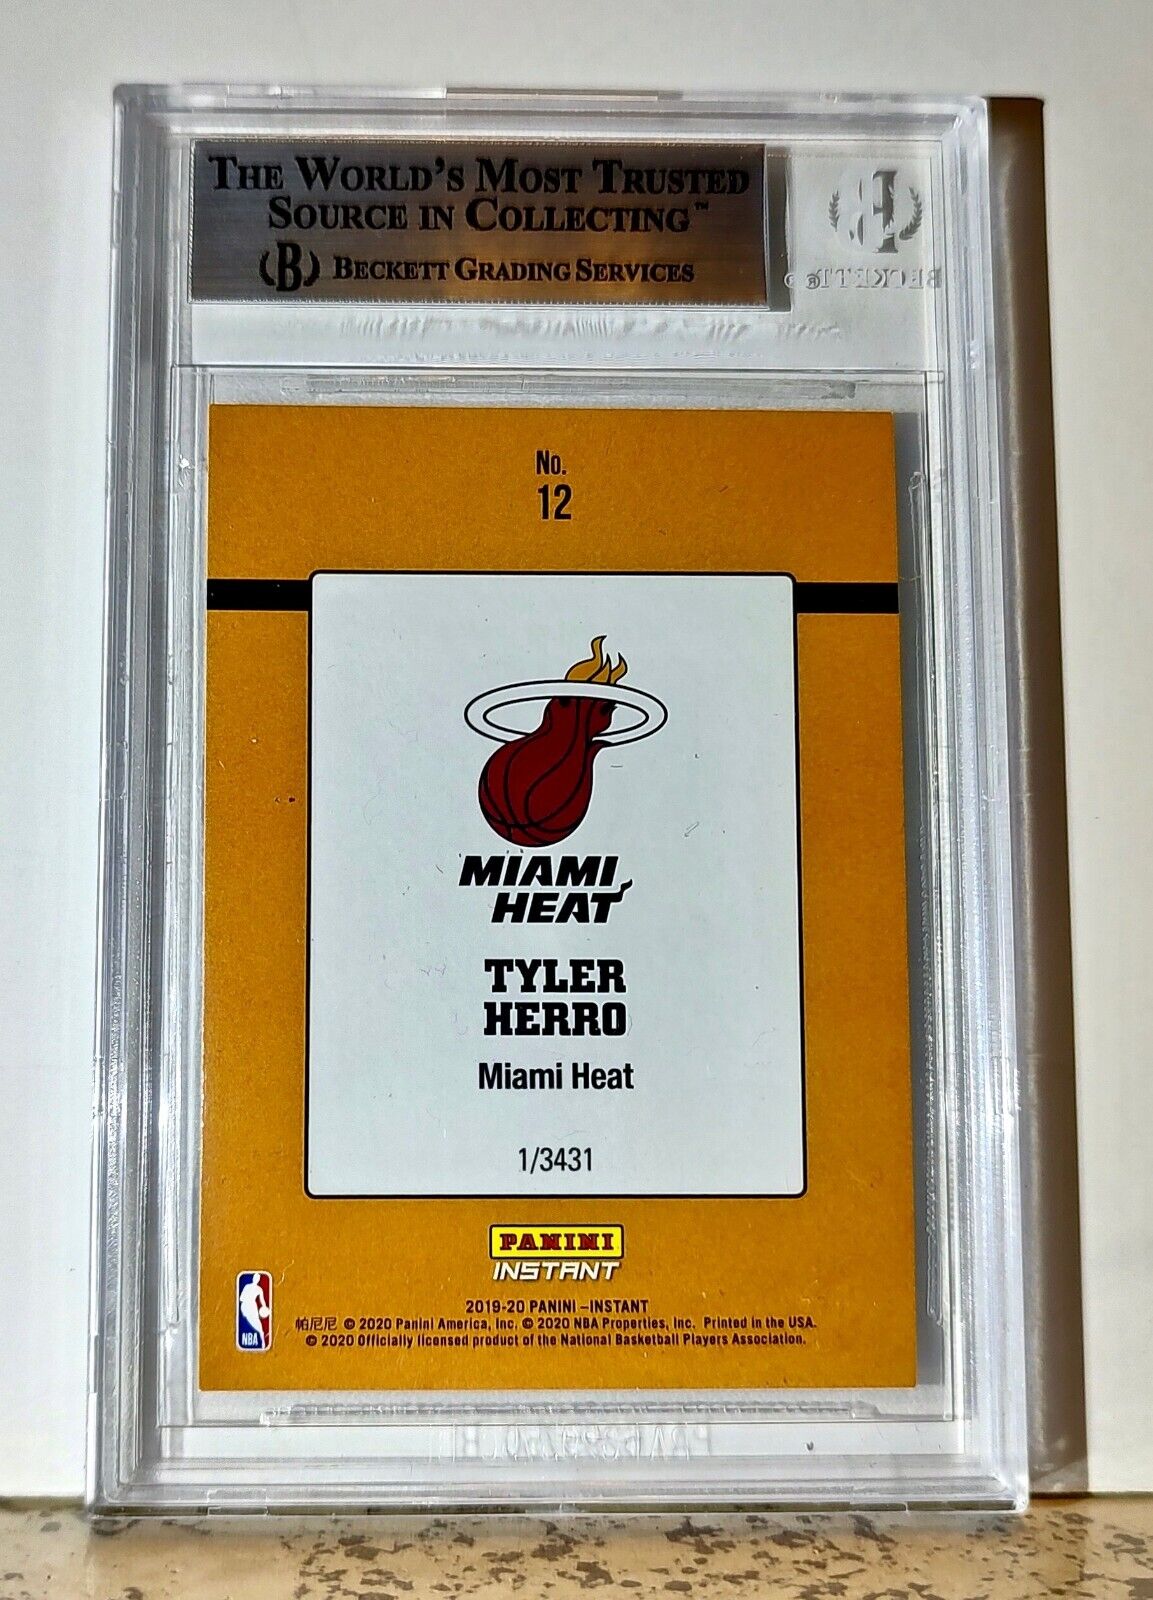 THE WORLD'S MOST TRUSTED
SOURCE IN COLLECTING™
(B) BECKETT GRADING SERVICES
BECKETT ®
No.
12
MIAMI
HEAT
TYLER
HERRO
Miami Heat
1/3431
PANINI
INSTANT
NBA
2019-20 PANINI –INSTANT
帕尼尼 © 2020 Panini America, Inc. © 2020 NBA Properties, Inc. Printed in the USA.
© 2020 Officially licensed product of the National Basketball Players Association.